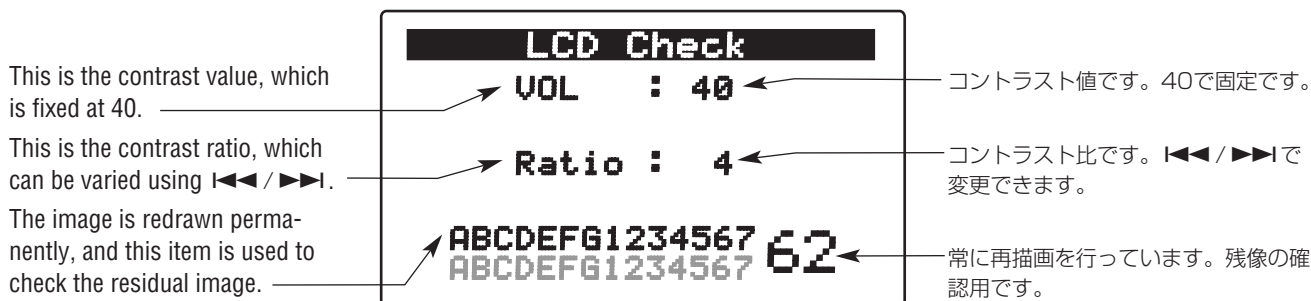 This is the contrast value, which
is fixed at 40.
This is the contrast ratio, which
can be varied using ⏮ / ⏭.
The image is redrawn perma-
nently, and this item is used to
check the residual image.
LCD Check
VOL : 40
Ratio : 4
ABCDEFG1234567
ABCDEFG1234567
62
コントラスト値です。40で固定です。
コントラスト比です。⏮ / ⏭で
変更できます。
常に再描画を行っています。残像の確
認用です。